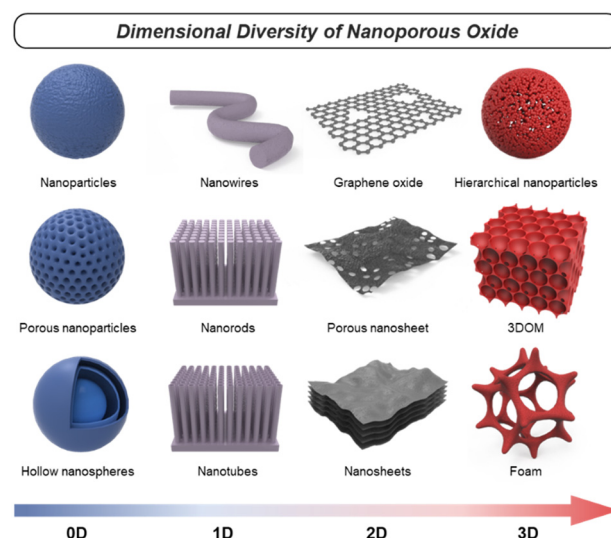 Dimensional Diversity of Nanoporous Oxide
Nanoparticles
Nanowires
Graphene oxide
Hierarchical nanoparticles
Porous nanoparticles
Nanorods
Porous nanosheet
3DOM
Hollow nanospheres
Nanotubes
Nanosheets
Foam
0D
1D
2D
3D